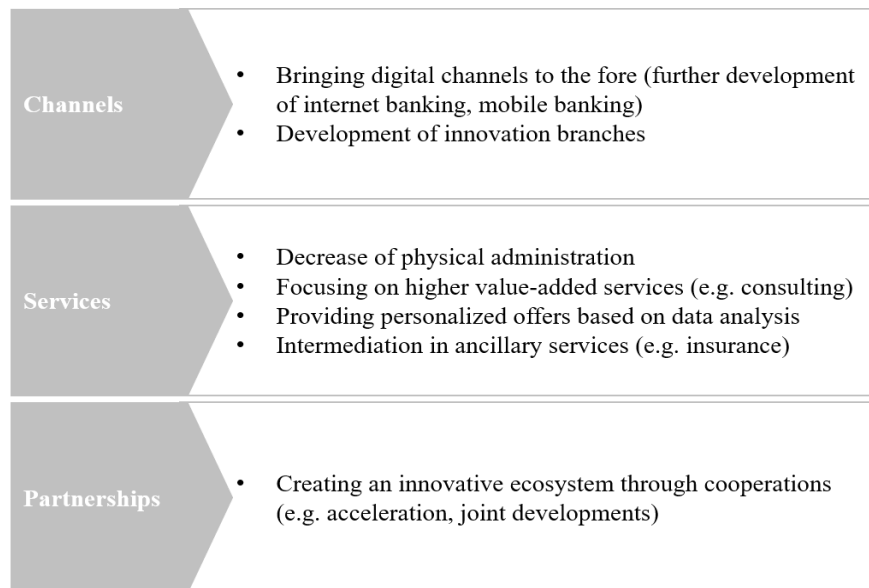 Channels
• Bringing digital channels to the fore (further development
of internet banking, mobile banking)
• Development of innovation branches
Services
• Decrease of physical administration
• Focusing on higher value-added services (e.g. consulting)
• Providing personalized offers based on data analysis
• Intermediation in ancillary services (e.g. insurance)
Partnerships
• Creating an innovative ecosystem through cooperations
(e.g. acceleration, joint developments)